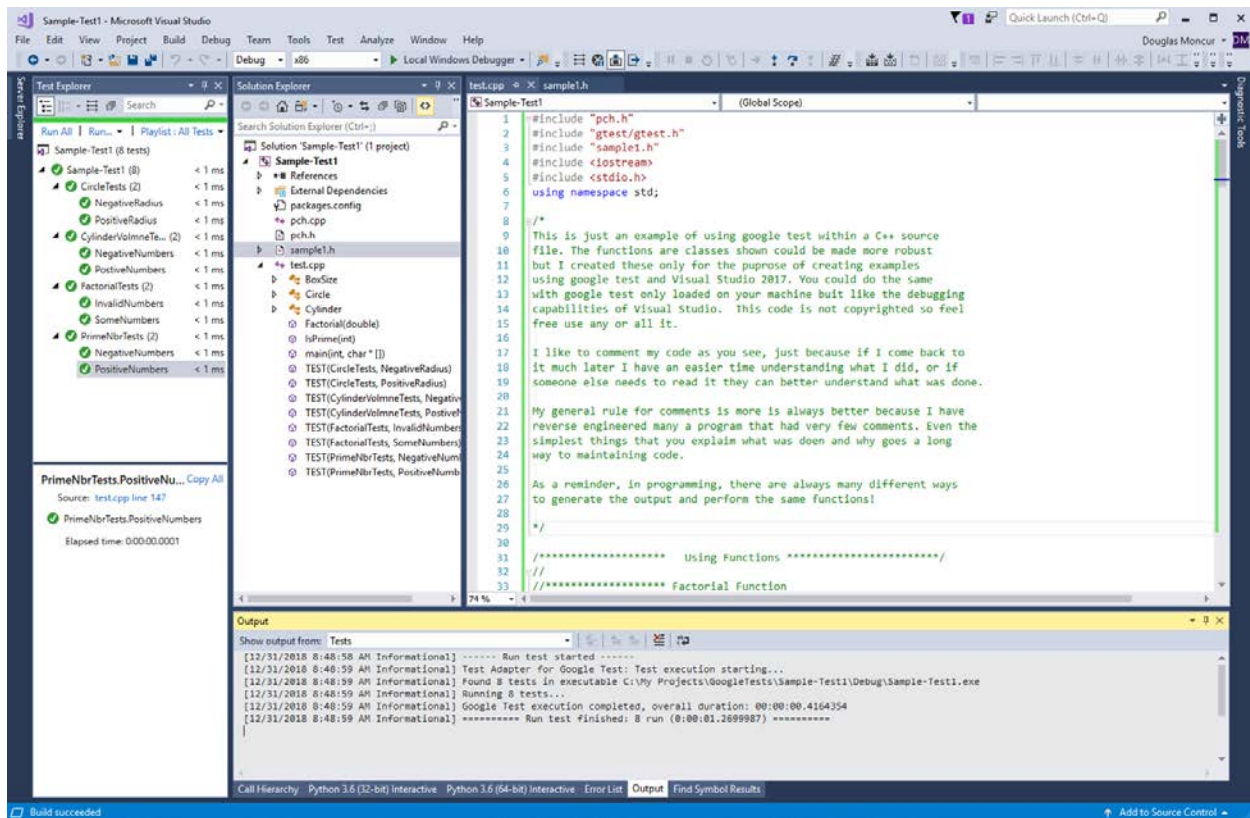 Sample-Test1 - Microsoft Visual Studio
1
Quick Launch (Ctrl+Q)
File Edit View Project Build Debug Team Tools Test Analyze Window Help
Douglas Moncur
DM
Debug x86 Local Windows Debugger
Server Explorer
Test Explorer
Search
Run All | Run... Playlist : All Tests
Sample-Test1 (8 tests)
Sample-Test1 (8) < 1 ms
CircleTests (2) < 1 ms
NegativeRadius < 1 ms
PositiveRadius < 1 ms
CylinderVolmneTe... (2) < 1 ms
NegativeNumbers < 1 ms
PostiveNumbers < 1 ms
FactorialTests (2) < 1 ms
InvalidNumbers < 1 ms
SomeNumbers < 1 ms
PrimeNbrTests (2) < 1 ms
NegativeNumbers < 1 ms
PositiveNumbers < 1 ms
PrimeNbrTests.PositiveNu... Copy All
Source: test.cpp line 147
PrimeNbrTests.PositiveNumbers
Elapsed time: 0:00:00.0001
Solution Explorer
Search Solution Explorer (Ctrl+;)
Solution 'Sample-Test1' (1 project)
Sample-Test1
References
External Dependencies
packages.config
pch.cpp
pch.h
sample1.h
test.cpp
BoxSize
Circle
Cylinder
Factorial(double)
IsPrime(int)
main(int, char * [])
TEST(CircleTests, NegativeRadius)
TEST(CircleTests, PositiveRadius)
TEST(CylinderVolmneTests, Negativ
TEST(CylinderVolmneTests, Postivel
TEST(FactorialTests, InvalidNumbers
TEST(FactorialTests, SomeNumbers)
TEST(PrimeNbrTests, NegativeNuml
TEST(PrimeNbrTests, PositiveNumb
test.cpp sample1.h
Sample-Test1 (Global Scope)
1 #include "pch.h"
2 #include "gtest/gtest.h"
3 #include "sample1.h"
4 #include <iostream>
5 #include <stdio.h>
6 using namespace std;
7
8 /*
9 This is just an example of using google test within a C++ source
10 file. The functions are classes shown could be made more robust
11 but I created these only for the puprose of creating examples
12 using google test and Visual Studio 2017. You could do the same
13 with google test only loaded on your machine buit like the debugging
14 capabilities of Visual Studio. This code is not copyrighted so feel
15 free use any or all it.
16
17 I like to comment my code as you see, just because if I come back to
18 it much later I have an easier time understanding what I did, or if
19 someone else needs to read it they can better understand what was done.
20
21 My general rule for comments is more is always better because I have
22 reverse engineered many a program that had very few comments. Even the
23 simplest things that you explaim what was doen and why goes a long
24 way to maintaining code.
25
26 As a reminder, in programming, there are always many different ways
27 to generate the output and perform the same functions!
28
29 */
30
31 /******************** Using Functions ************************/
32 //
33 //******************** Factorial Function
74 %
Diagnostic Tools
Output
Show output from: Tests
[12/31/2018 8:48:58 AM Informational] ------ Run test started ------
[12/31/2018 8:48:59 AM Informational] Test Adapter for Google Test: Test execution starting...
[12/31/2018 8:48:59 AM Informational] Found 8 tests in executable C:\My Projects\GoogleTests\Sample-Test1\Debug\Sample-Test1.exe
[12/31/2018 8:48:59 AM Informational] Running 8 tests...
[12/31/2018 8:48:59 AM Informational] Google Test execution completed, overall duration: 00:00:00.4164354
[12/31/2018 8:48:59 AM Informational] ========== Run test finished: 8 run (0:00:01.2699987) ==========
Call Hierarchy Python 3.6 (32-bit) Interactive Python 3.6 (64-bit) Interactive Error List Output Find Symbol Results
Build succeeded
Add to Source Control